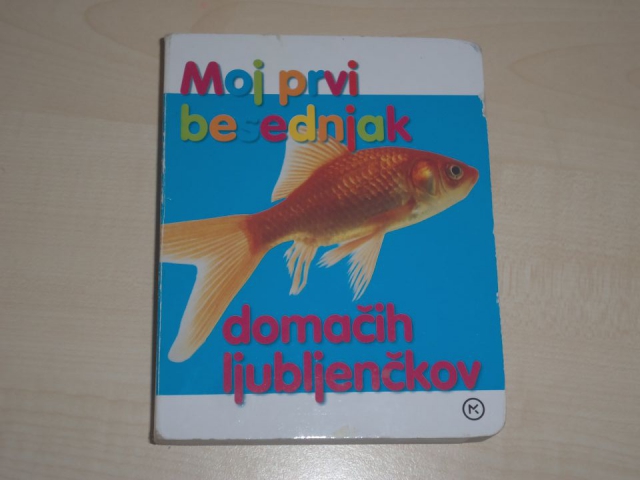 Moj prvi
besednjak
domačih
ljubljenčkov